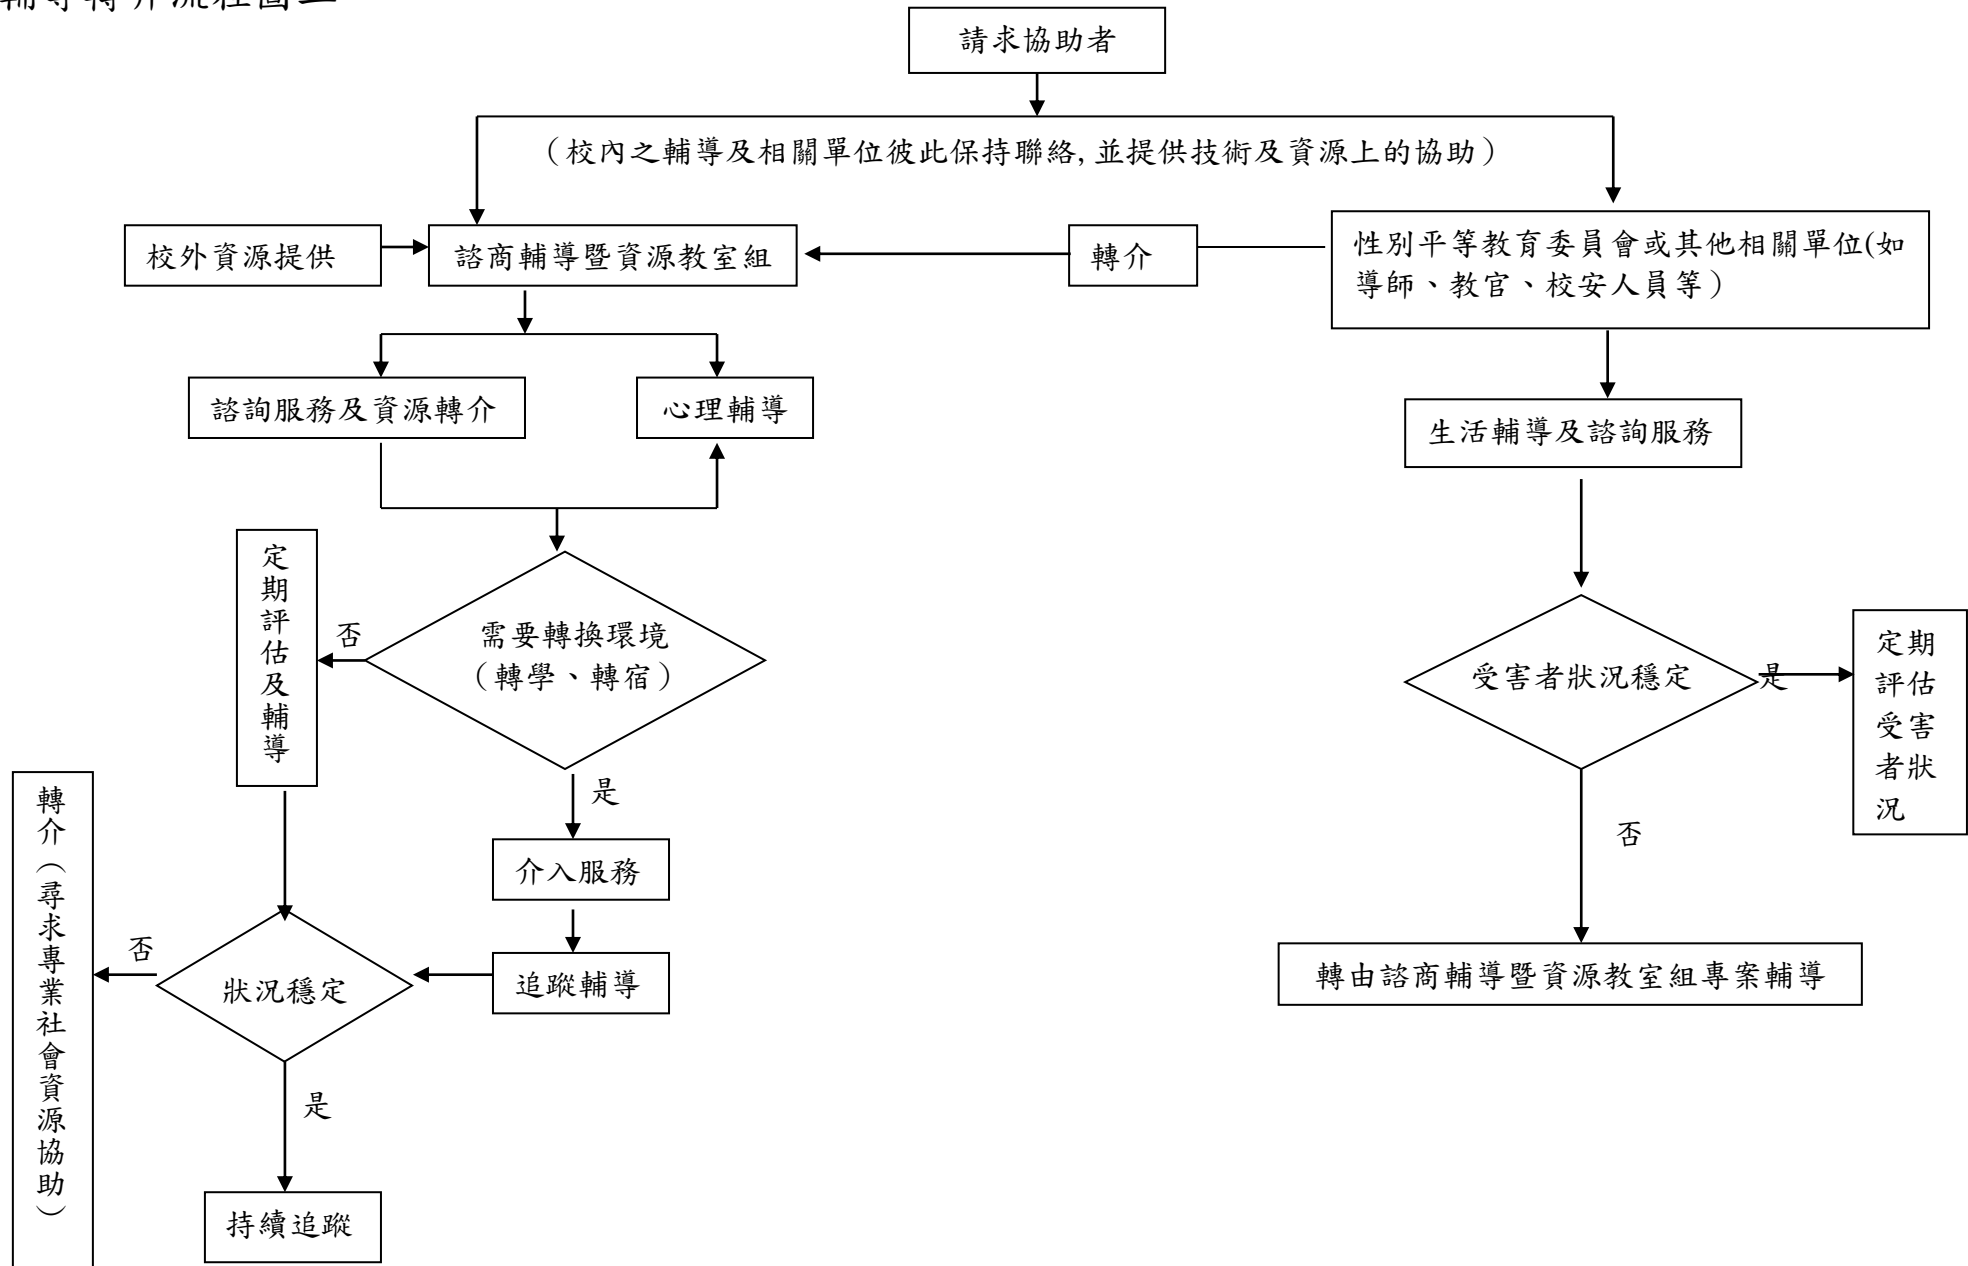 輔導轉介流程圖二
請求協助者
（校內之輔導及相關單位彼此保持聯絡,並提供技術及資源上的協助）
校外資源提供
諮商輔導暨資源教室組
轉介
性別平等教育委員會或其他相關單位(如
導師、教官、校安人員等）
諮詢服務及資源轉介
心理輔導
生活輔導及諮詢服務
定期評估及輔導
否
需要轉換環境
（轉學、轉宿）
是
受害者狀況穩定
是
定期
評估
受害
者狀
況
否
介入服務
追蹤輔導
轉介（尋求專業社會資源協助）
否
狀況穩定
是
持續追蹤
轉由諮商輔導暨資源教室組專案輔導